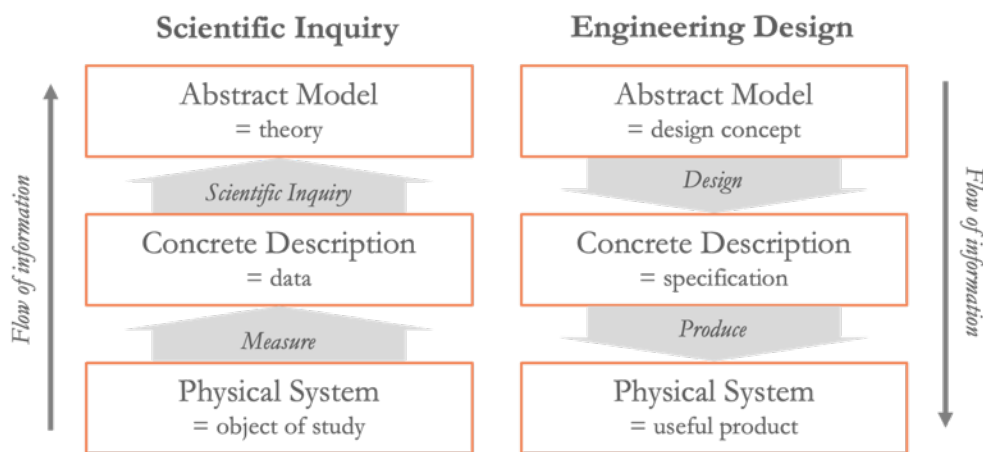 Scientific Inquiry
Flow of information
Abstract Model
= theory
Scientific Inquiry
Concrete Description
= data
Measure
Physical System
= object of study
Engineering Design
Abstract Model
= design concept
Design
Concrete Description
= specification
Produce
Physical System
= useful product
Flow of information